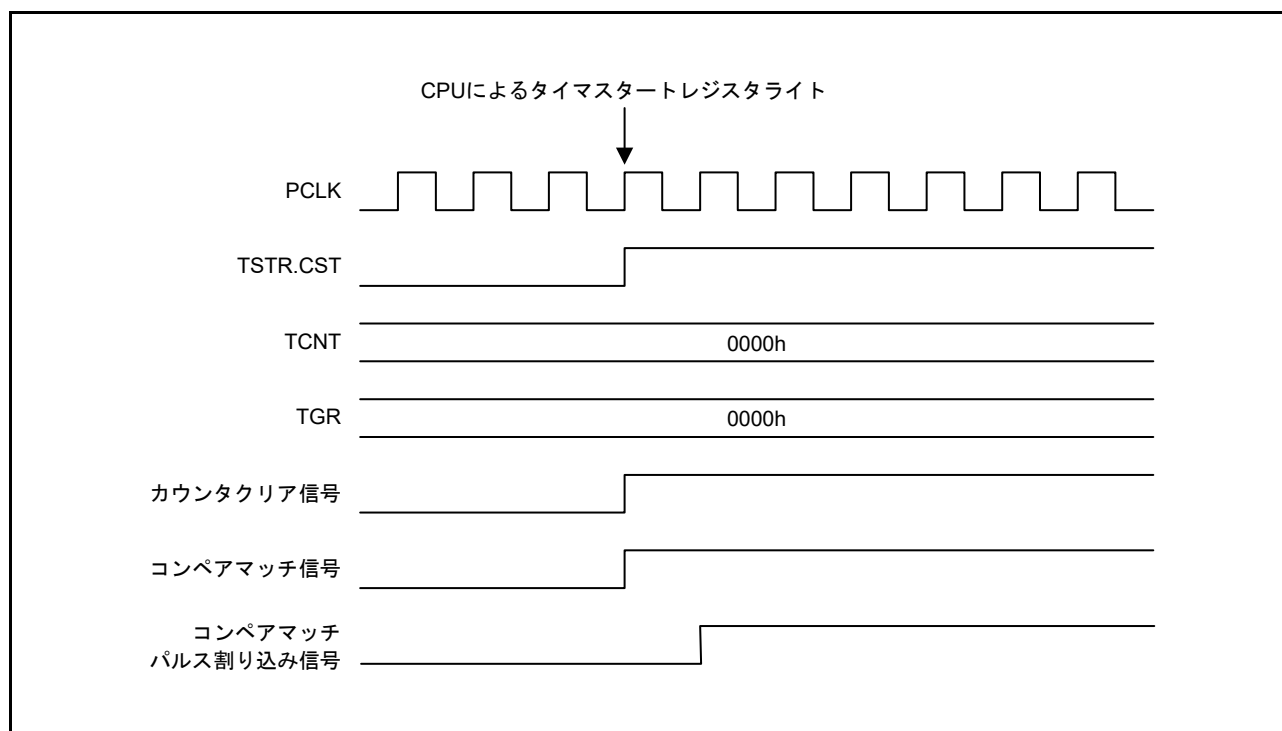 CPUによるタイマスタートレジスタライト
PCLK
TSTR.CST
TCNT
0000h
TGR
0000h
カウンタクリア信号
コンペアマッチ信号
コンペアマッチ
パルス割り込み信号